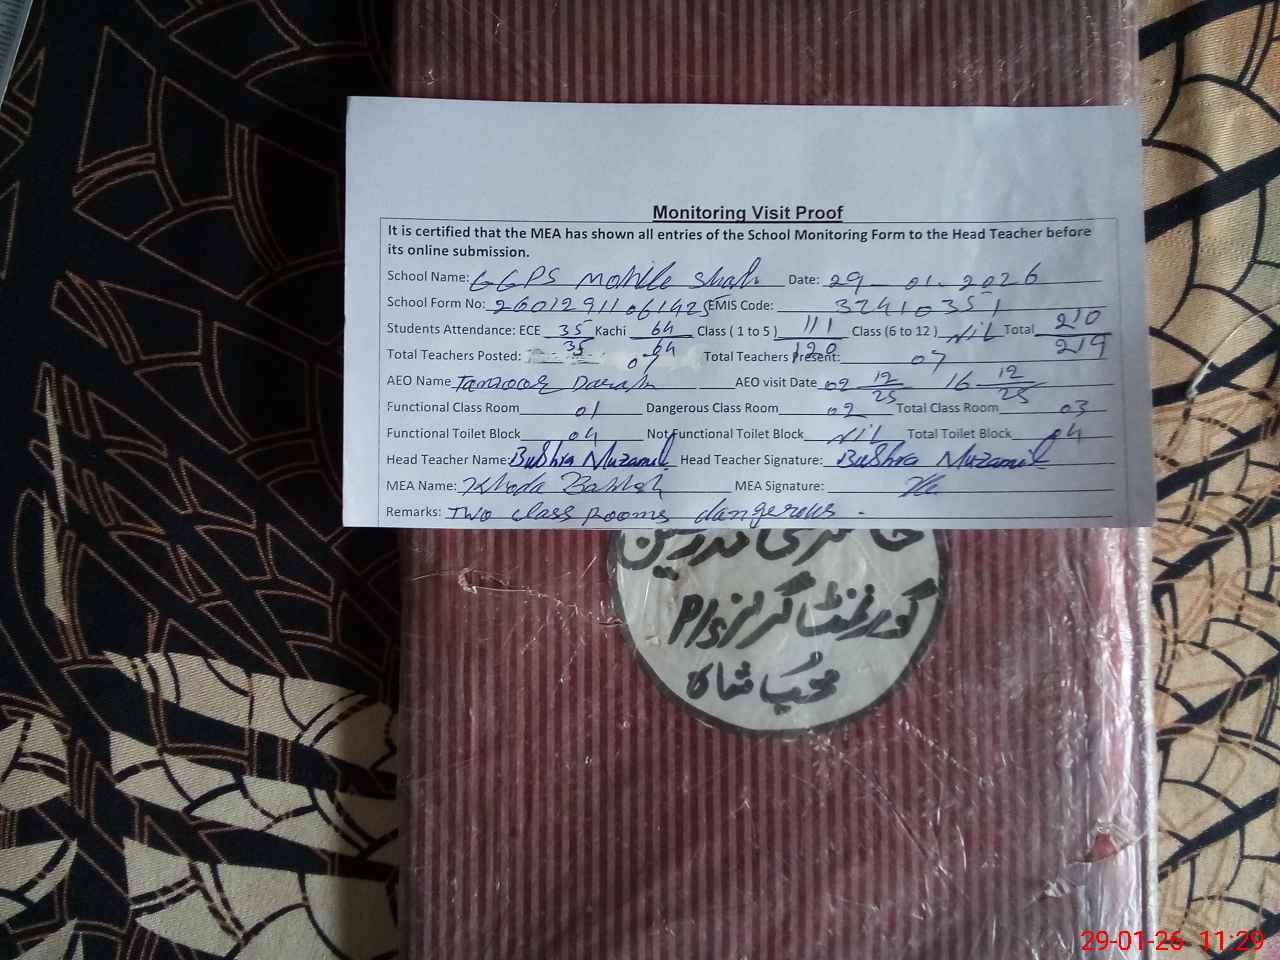 Monitoring Visit Proof
It is certified that the MEA has shown all entries of the School Monitoring Form to the Head Teacher before
its online submission.
School Name: GGPS Mohib Shah Date: 29-01-2026
School Form No: EMIS Code: 32410351
Students Attendance: ECE 35/35 Kachi 64/64 Class ( 1 to 5 ) 111/120 Class (6 to 12 ) Nil Total 210/219
Total Teachers Posted: 07 Total Teachers Present: 07
AEO Name AEO visit Date 02 12/25 16 12/25
Functional Class Room 01 Dangerous Class Room 02 Total Class Room 03
Functional Toilet Block 04 Not Functional Toilet Block Nil Total Toilet Block 04
Head Teacher Name: Bushra Muzamil Head Teacher Signature: Bushra Muzamil
MEA Name: Khuda Bakhsh MEA Signature:
Remarks: Two class rooms dangerous.
حاضری مدرسین
گورنمنٹ گرلز P/S
محب شاہ
29-01-26 11:29